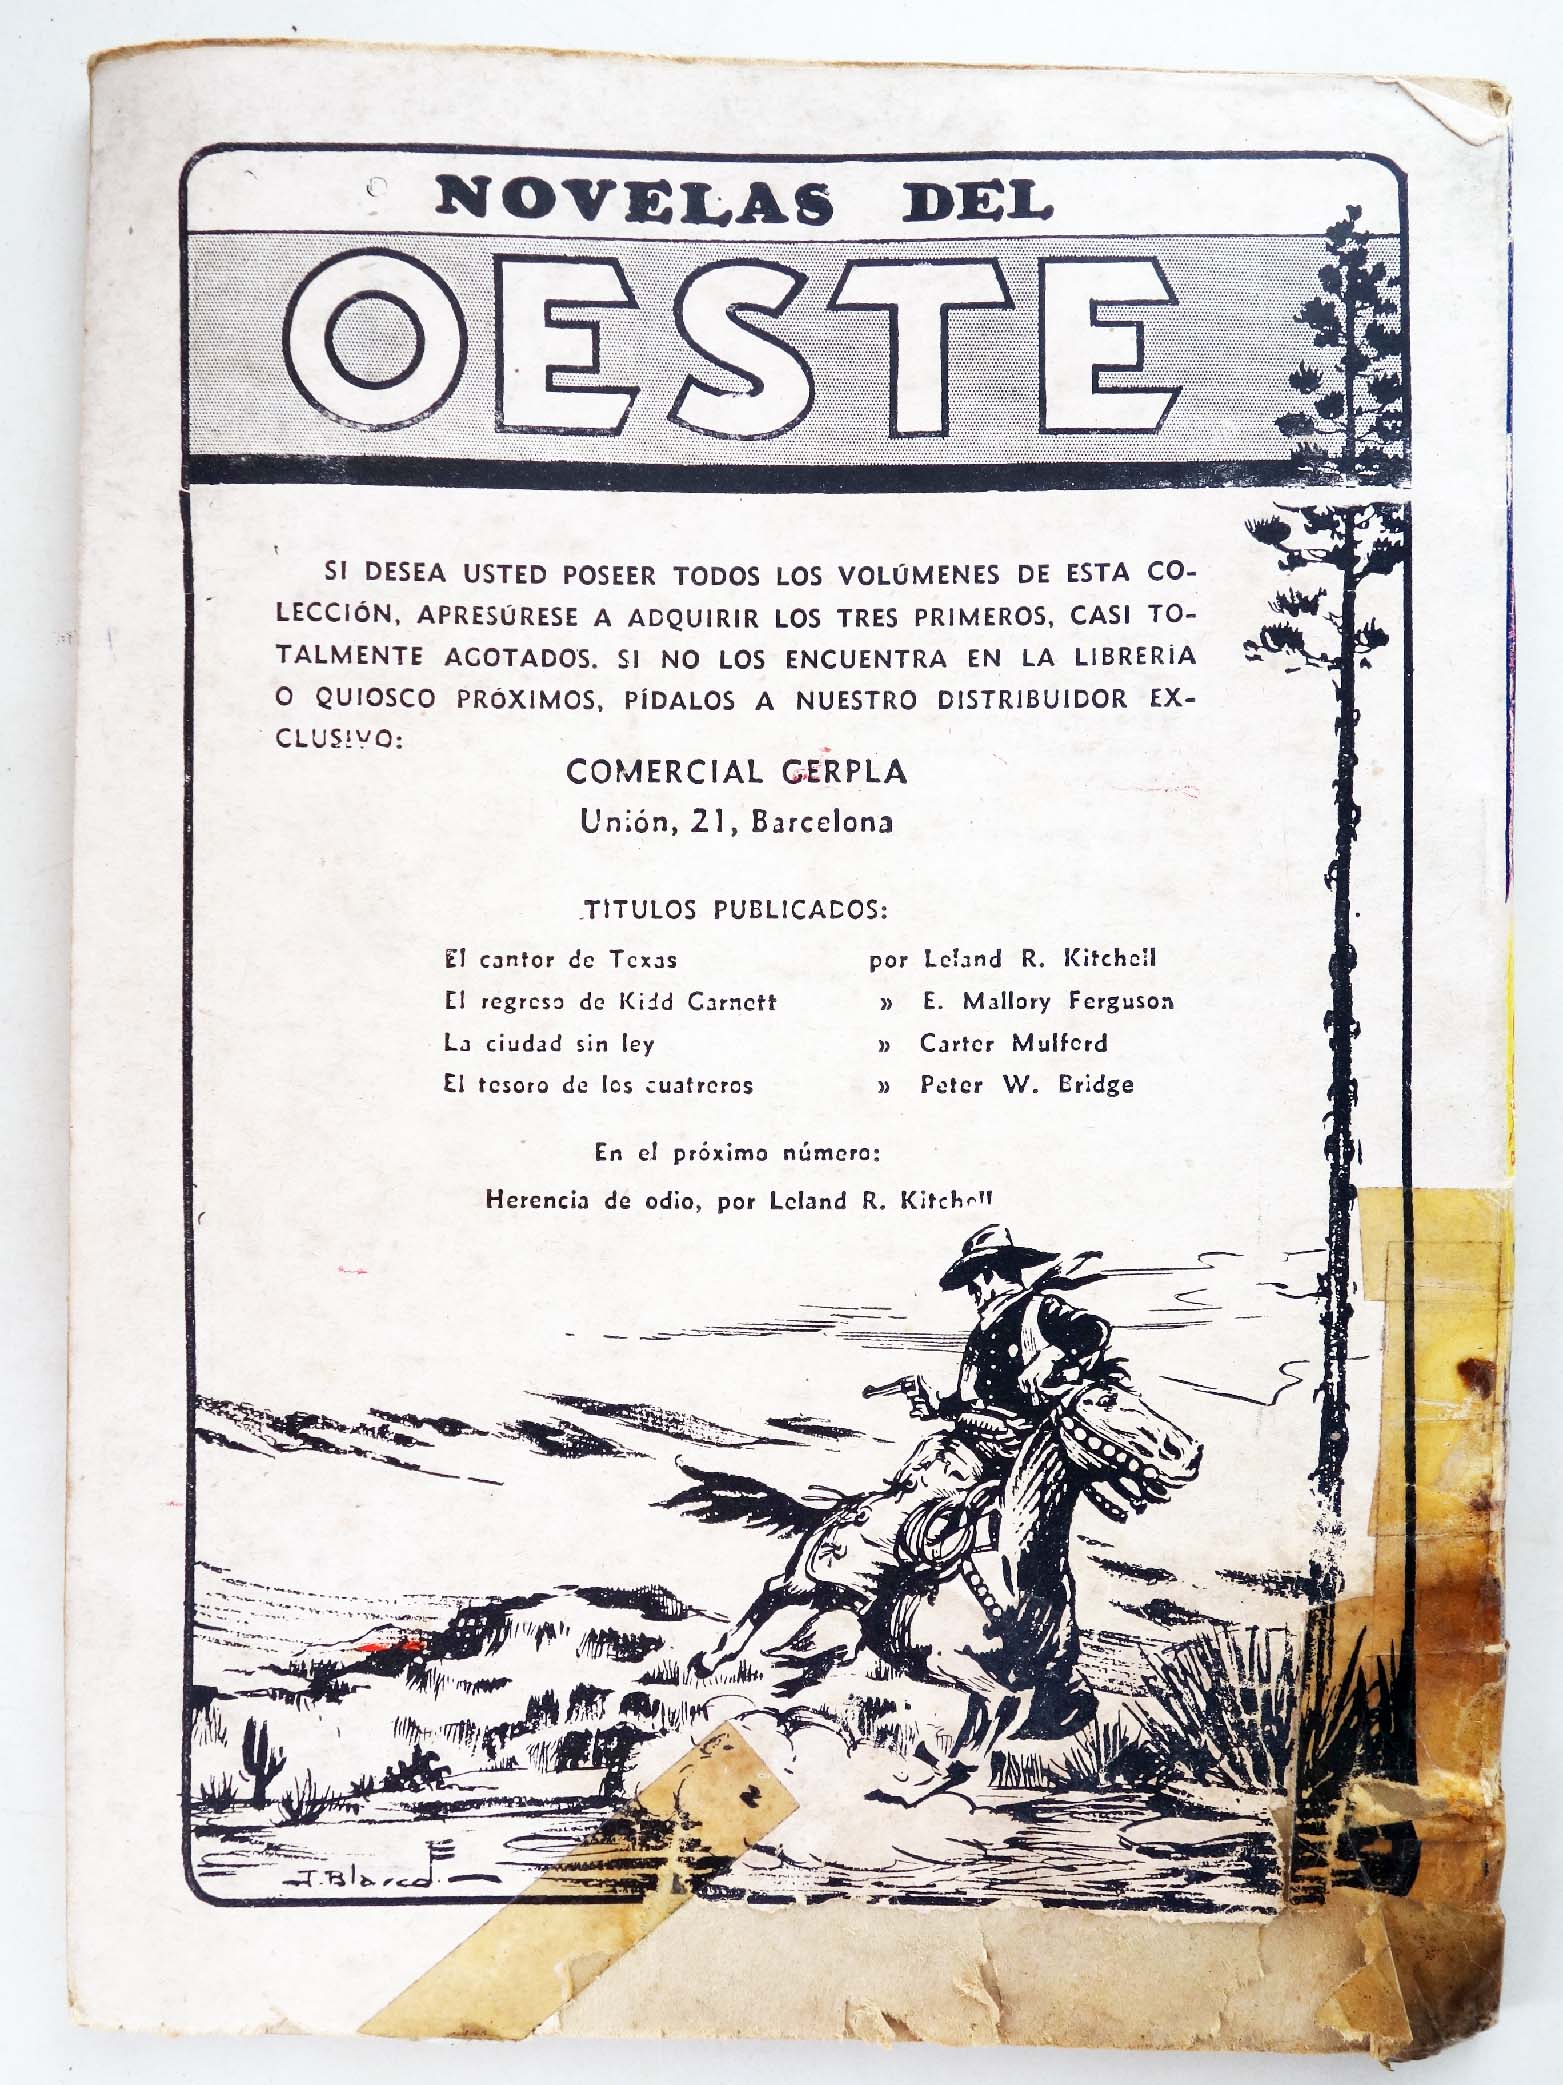 NOVELAS DEL
OESTE
SI DESEA USTED POSEER TODOS LOS VOLÚMENES DE ESTA CO-
LECCIÓN, APRESÚRESE A ADQUIRIR LOS TRES PRIMEROS, CASI TO-
TALMENTE AGOTADOS. SI NO LOS ENCUENTRA EN LA LIBRERÍA
O QUIOSCO PRÓXIMOS, PÍDALOS A NUESTRO DISTRIBUIDOR EX-
CLUSIVO:
COMERCIAL GERPLA
Unión, 21, Barcelona
TÍTULOS PUBLICADOS:
El cantor de Texas por Leland R. Kitchell
El regreso de Kidd Garnett » E. Mallory Ferguson
La ciudad sin ley » Carter Mulford
El tesoro de los cuatreros » Peter W. Bridge
En el próximo número:
Herencia de odio, por Leland R. Kitchell
J. Blasco